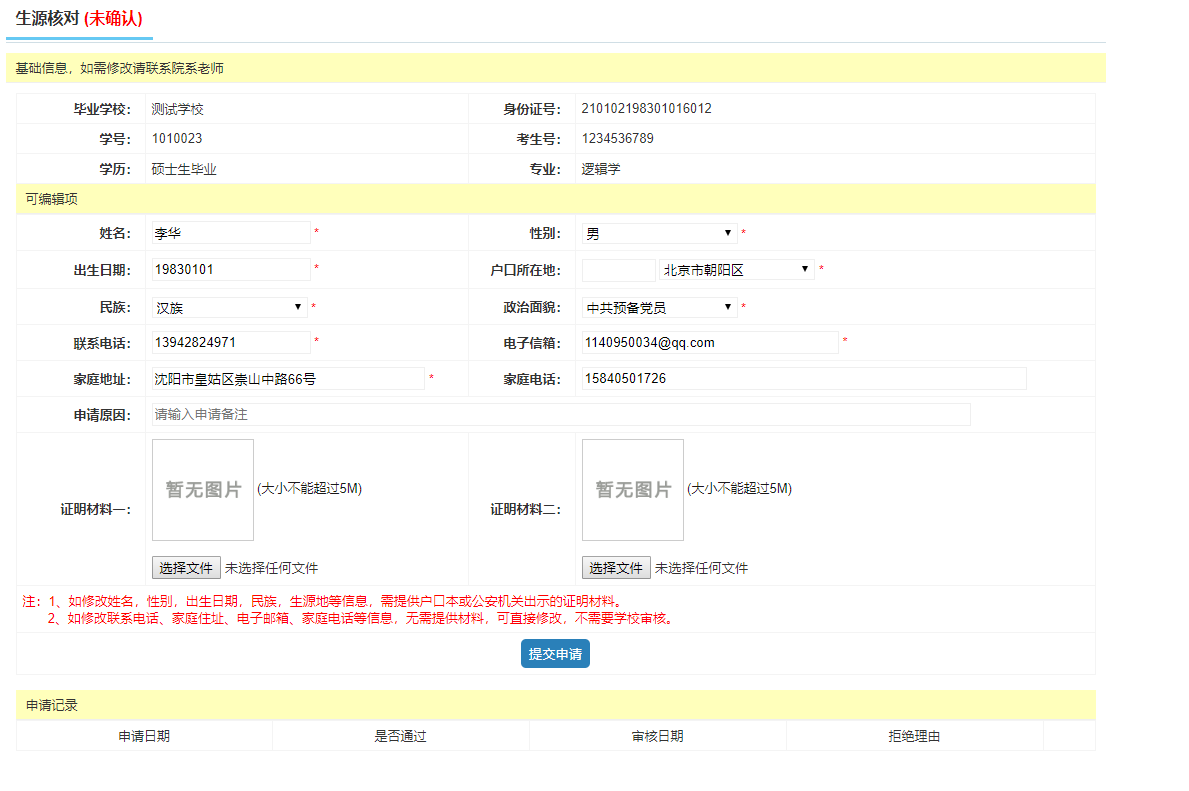 生源核对 (未确认)
基础信息，如需修改请联系院系老师
毕业学校： 测试学校 身份证号： 210102198301016012
学号： 1010023 考生号： 1234536789
学历： 硕士生毕业 专业： 逻辑学
可编辑项
姓名： 李华 * 性别： 男 *
出生日期： 19830101 * 户口所在地： 北京市朝阳区 *
民族： 汉族 * 政治面貌： 中共预备党员 *
联系电话： 13942824971 * 电子信箱： 1140950034@qq.com *
家庭地址： 沈阳市皇姑区崇山中路66号 * 家庭电话： 15840501726
申请原因： 请输入申请备注
证明材料一： 暂无图片 (大小不能超过5M) 证明材料二： 暂无图片 (大小不能超过5M)
选择文件 未选择任何文件 选择文件 未选择任何文件
注：1、如修改姓名，性别，出生日期，民族，生源地等信息，需提供户口本或公安机关出示的证明材料。
2、如修改联系电话、家庭住址、电子邮箱、家庭电话等信息，无需提供材料，可直接修改，不需要学校审核。
提交申请
申请记录
申请日期 是否通过 审核日期 拒绝理由